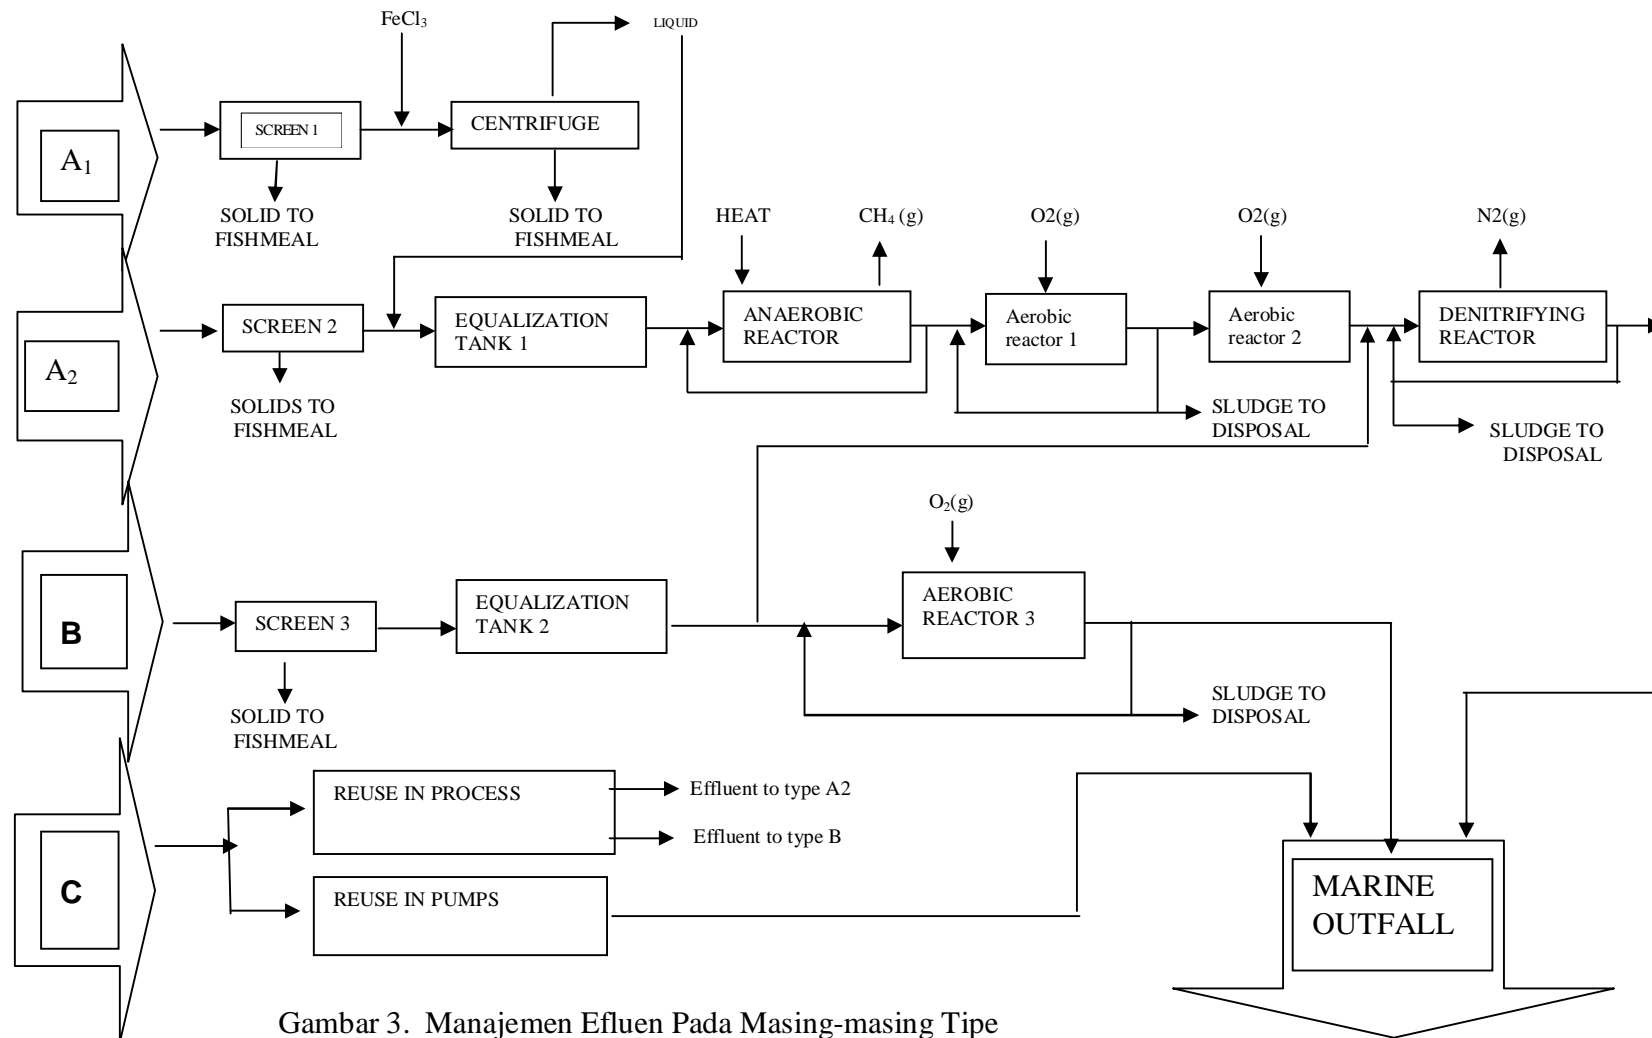 FeCl₃
LIQUID
A₁
SCREEN 1
CENTRIFUGE
SOLID TO
FISHMEAL
SOLID TO
FISHMEAL
HEAT
CH₄ (g)
O2(g)
O2(g)
N2(g)
A₂
SCREEN 2
EQUALIZATION
TANK 1
ANAEROBIC
REACTOR
Aerobic
reactor 1
Aerobic
reactor 2
DENITRIFYING
REACTOR
SOLIDS TO
FISHMEAL
SLUDGE TO
DISPOSAL
SLUDGE TO
DISPOSAL
O₂(g)
B
SCREEN 3
EQUALIZATION
TANK 2
AEROBIC
REACTOR 3
SOLID TO
FISHMEAL
SLUDGE TO
DISPOSAL
C
REUSE IN PROCESS
Effluent to type A2
Effluent to type B
REUSE IN PUMPS
MARINE
OUTFALL
Gambar 3. Manajemen Efluen Pada Masing-masing Tipe